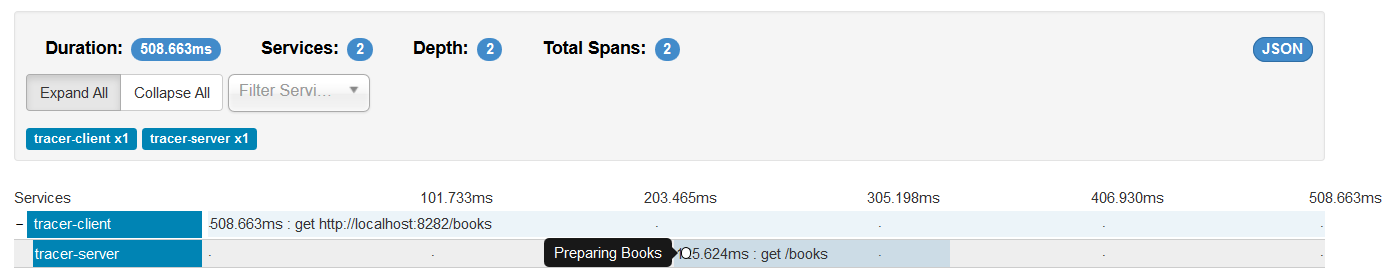 Duration: 508.663ms Services: 2 Depth: 2 Total Spans: 2 JSON
Expand All Collapse All Filter Servi...
tracer-client x1 tracer-server x1
Services 101.733ms 203.465ms 305.198ms 406.930ms 508.663ms
− tracer-client 508.663ms : get http://localhost:8282/books
tracer-server Preparing Books 5.624ms : get /books